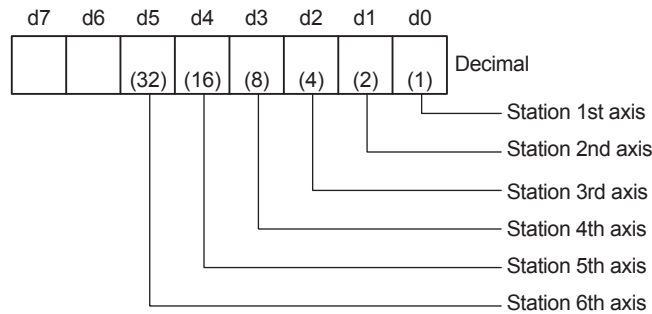 d7 d6 d5 d4 d3 d2 d1 d0
Decimal
(32) (16) (8) (4) (2) (1)
Station 1st axis
Station 2nd axis
Station 3rd axis
Station 4th axis
Station 5th axis
Station 6th axis